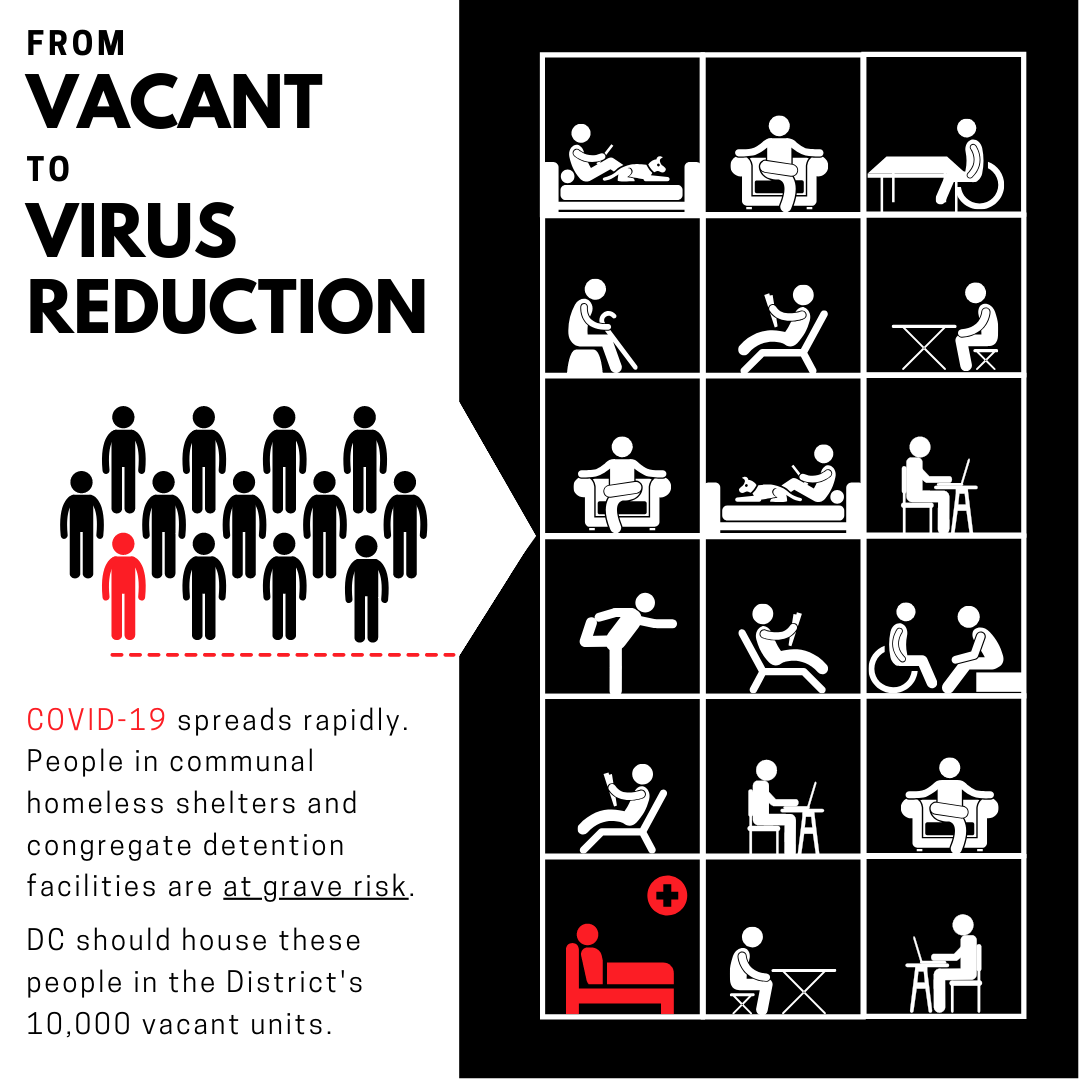 FROM
VACANT
TO
VIRUS
REDUCTION
COVID-19 spreads rapidly.
People in communal
homeless shelters and
congregate detention
facilities are at grave risk.
DC should house these
people in the District's
10,000 vacant units.